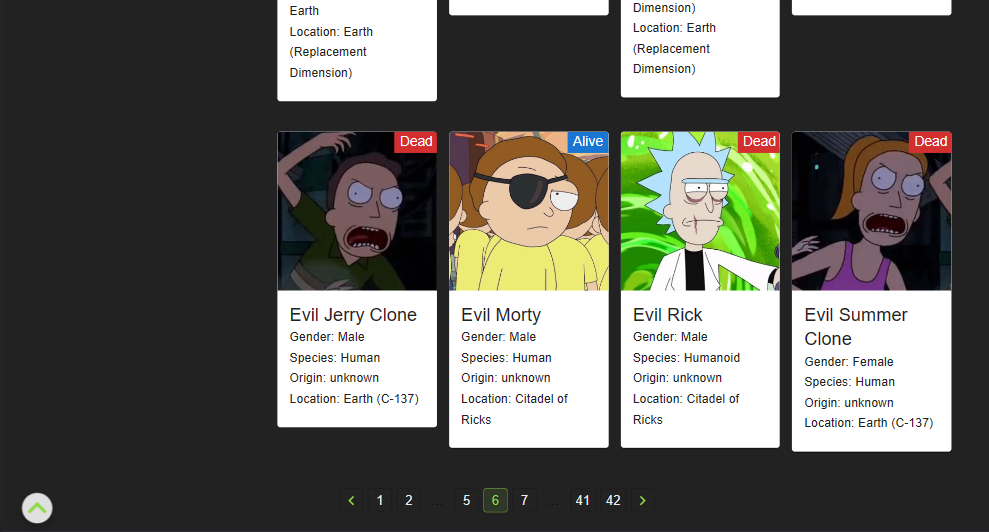 Earth
Location: Earth
(Replacement
Dimension)
Dimension)
Location: Earth
(Replacement
Dimension)
Dead
Evil Jerry Clone
Gender: Male
Species: Human
Origin: unknown
Location: Earth (C-137)
Alive
Evil Morty
Gender: Male
Species: Human
Origin: unknown
Location: Citadel of
Ricks
Dead
Evil Rick
Gender: Male
Species: Humanoid
Origin: unknown
Location: Citadel of
Ricks
Dead
Evil Summer
Clone
Gender: Female
Species: Human
Origin: unknown
Location: Earth (C-137)
1 2 ... 5 6 7 ... 41 42